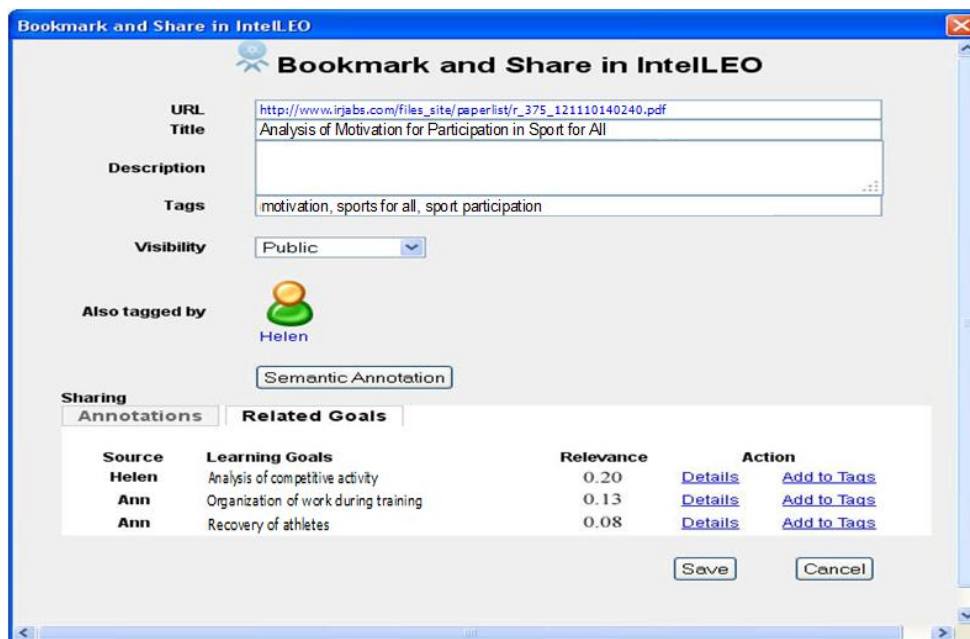 Bookmark and Share in IntelLEO
Bookmark and Share in IntelLEO
URL http://www.irjabs.com/files_site/paperlist/r_375_121110140240.pdf
Title Analysis of Motivation for Participation in Sport for All
Description
Tags motivation, sports for all, sport participation
Visibility Public
Also tagged by
Helen
Semantic Annotation
Sharing
Annotations Related Goals
Source Learning Goals Relevance Action
Helen Analysis of competitive activity 0.20 Details Add to Tags
Ann Organization of work during training 0.13 Details Add to Tags
Ann Recovery of athletes 0.08 Details Add to Tags
Save Cancel